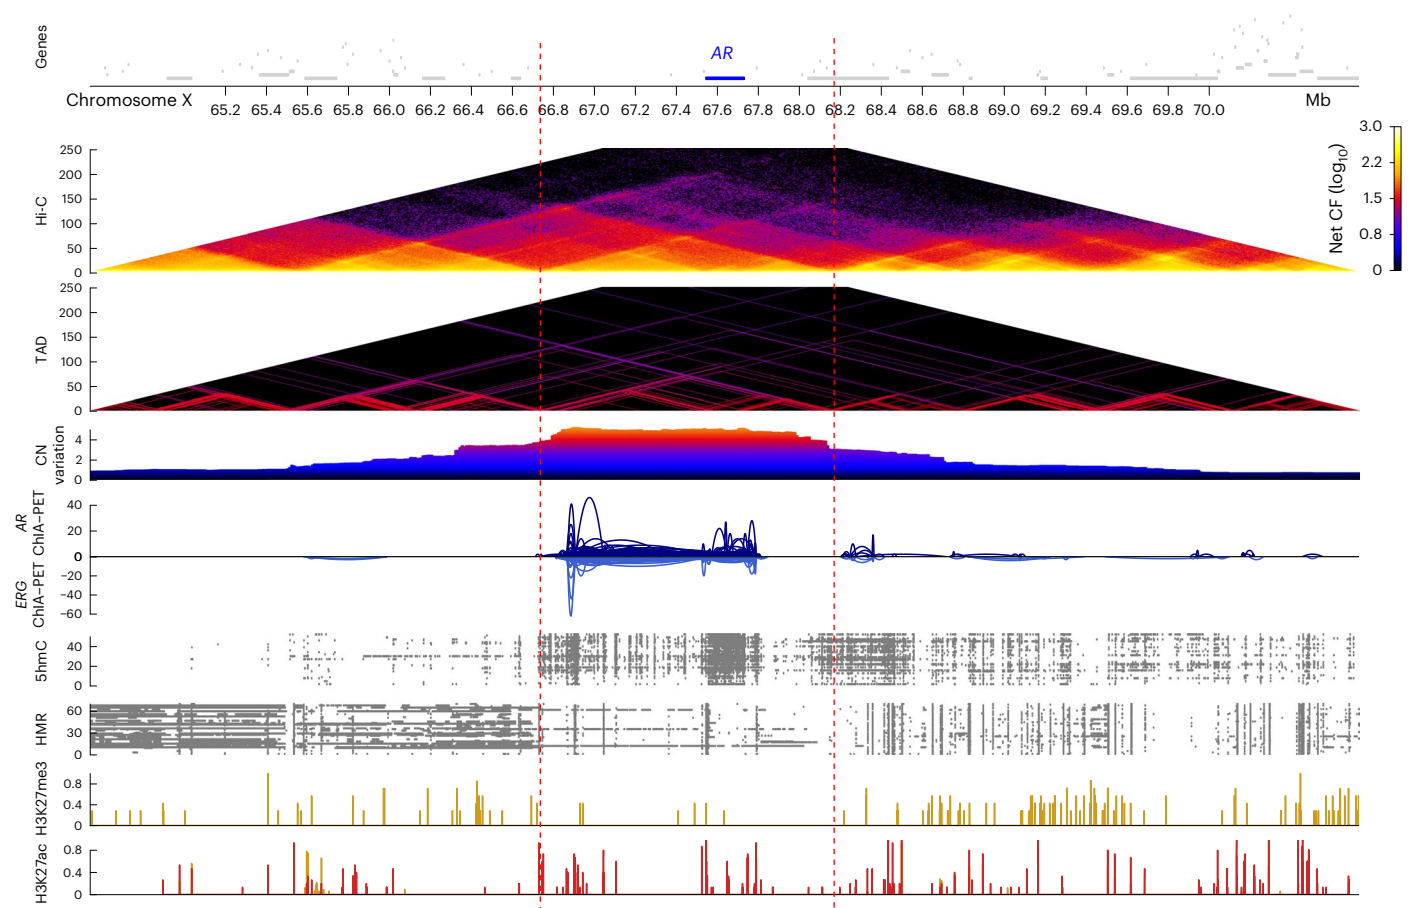 Genes
AR
Chromosome X
Mb
65.2 65.4 65.6 65.8 66.0 66.2 66.4 66.6 66.8 67.0 67.2 67.4 67.6 67.8 68.0 68.2 68.4 68.6 68.8 69.0 69.2 69.4 69.6 69.8 70.0
Hi-C
250
200
150
100
50
0
Net CF (log10)
3.0
2.2
1.5
0.8
0
TAD
250
200
150
100
50
0
CN
variation
4
2
0
AR
ChIA–PET
40
20
0
ERG
ChIA–PET
0
−20
−40
−60
5hmC
40
20
0
HMR
60
30
0
H3K27me3
0.8
0.4
0
H3K27ac
0.8
0.4
0